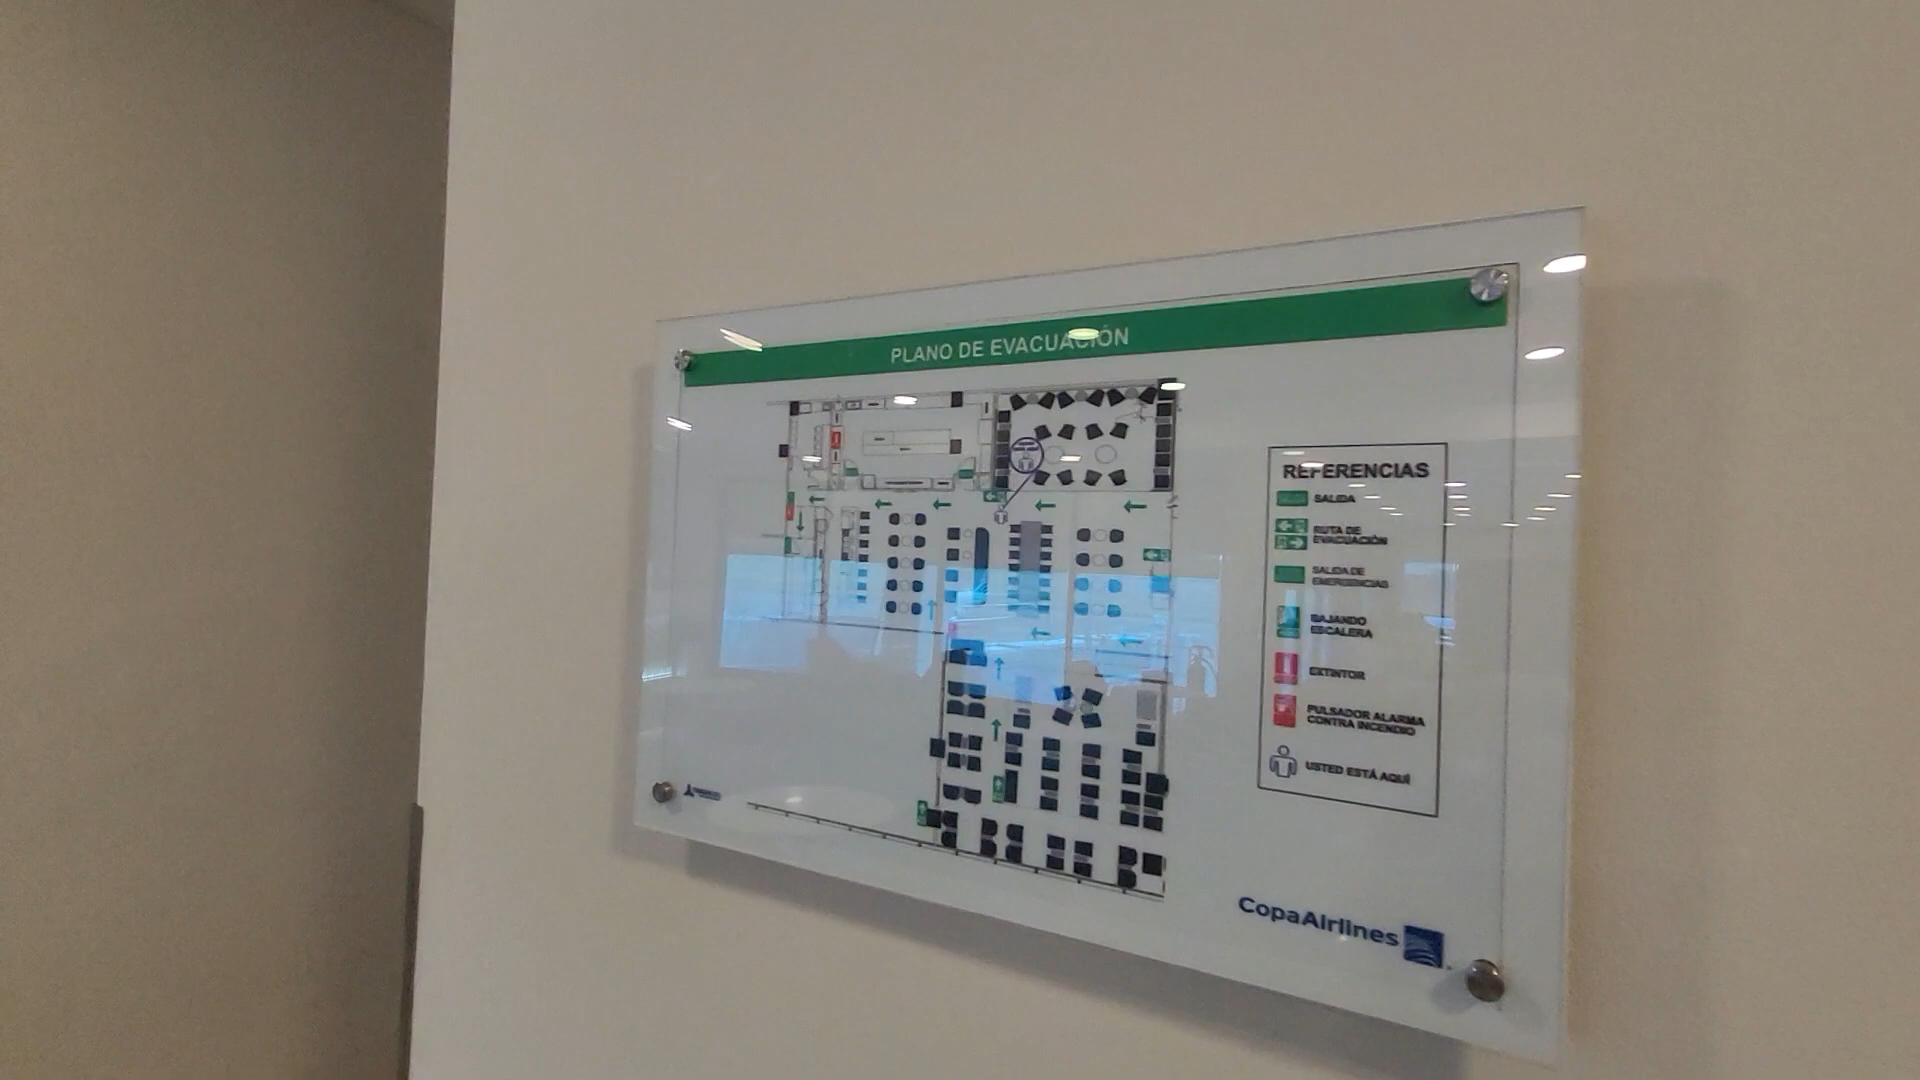 PLANO DE EVACUACIÓN
REFERENCIAS
SALIDA
RUTA DE
EVACUACIÓN
SALIDA DE
EMERGENCIAS
BAJANDO
ESCALERA
EXTINTOR
PULSADOR ALARMA
CONTRA INCENDIO
USTED ESTÁ AQUÍ
CopaAirlines